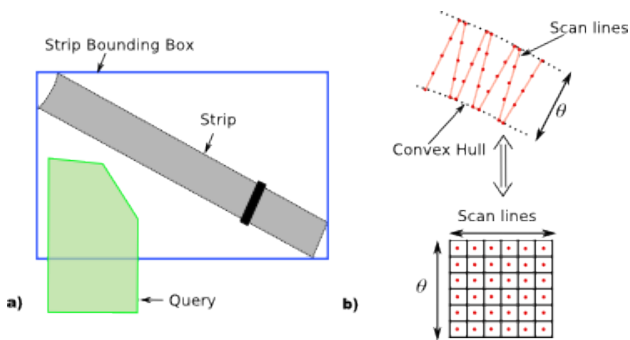 Strip Bounding Box
Strip
Query
a)
Scan lines
θ
Convex Hull
Scan lines
θ
b)